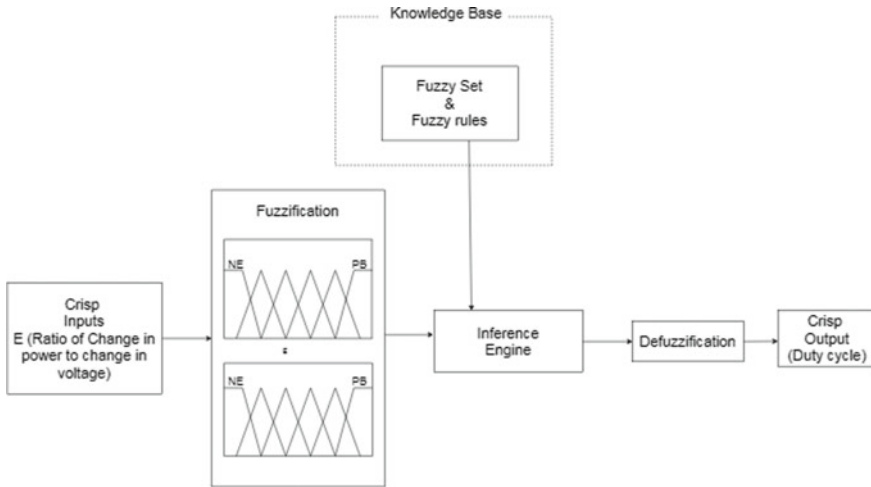 Knowledge Base
Fuzzy Set
&
Fuzzy rules
Fuzzification
NE PB
NE PB
Crisp
Inputs
E (Ratio of Change in
power to change in
voltage)
Inference
Engine
Defuzzification
Crisp
Output
(Duty cycle)